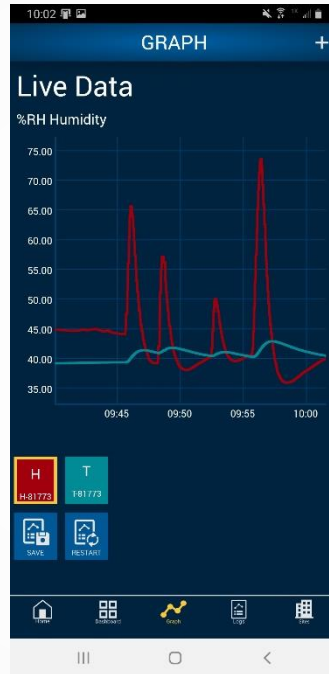 10:02
GRAPH +
Live Data
%RH Humidity
75.00
70.00
65.00
60.00
55.00
50.00
45.00
40.00
35.00
09:45 09:50 09:55 10:00
H T
H-81773 T-81773
SAVE RESTART
Home Dashboard Graph Logs Sites